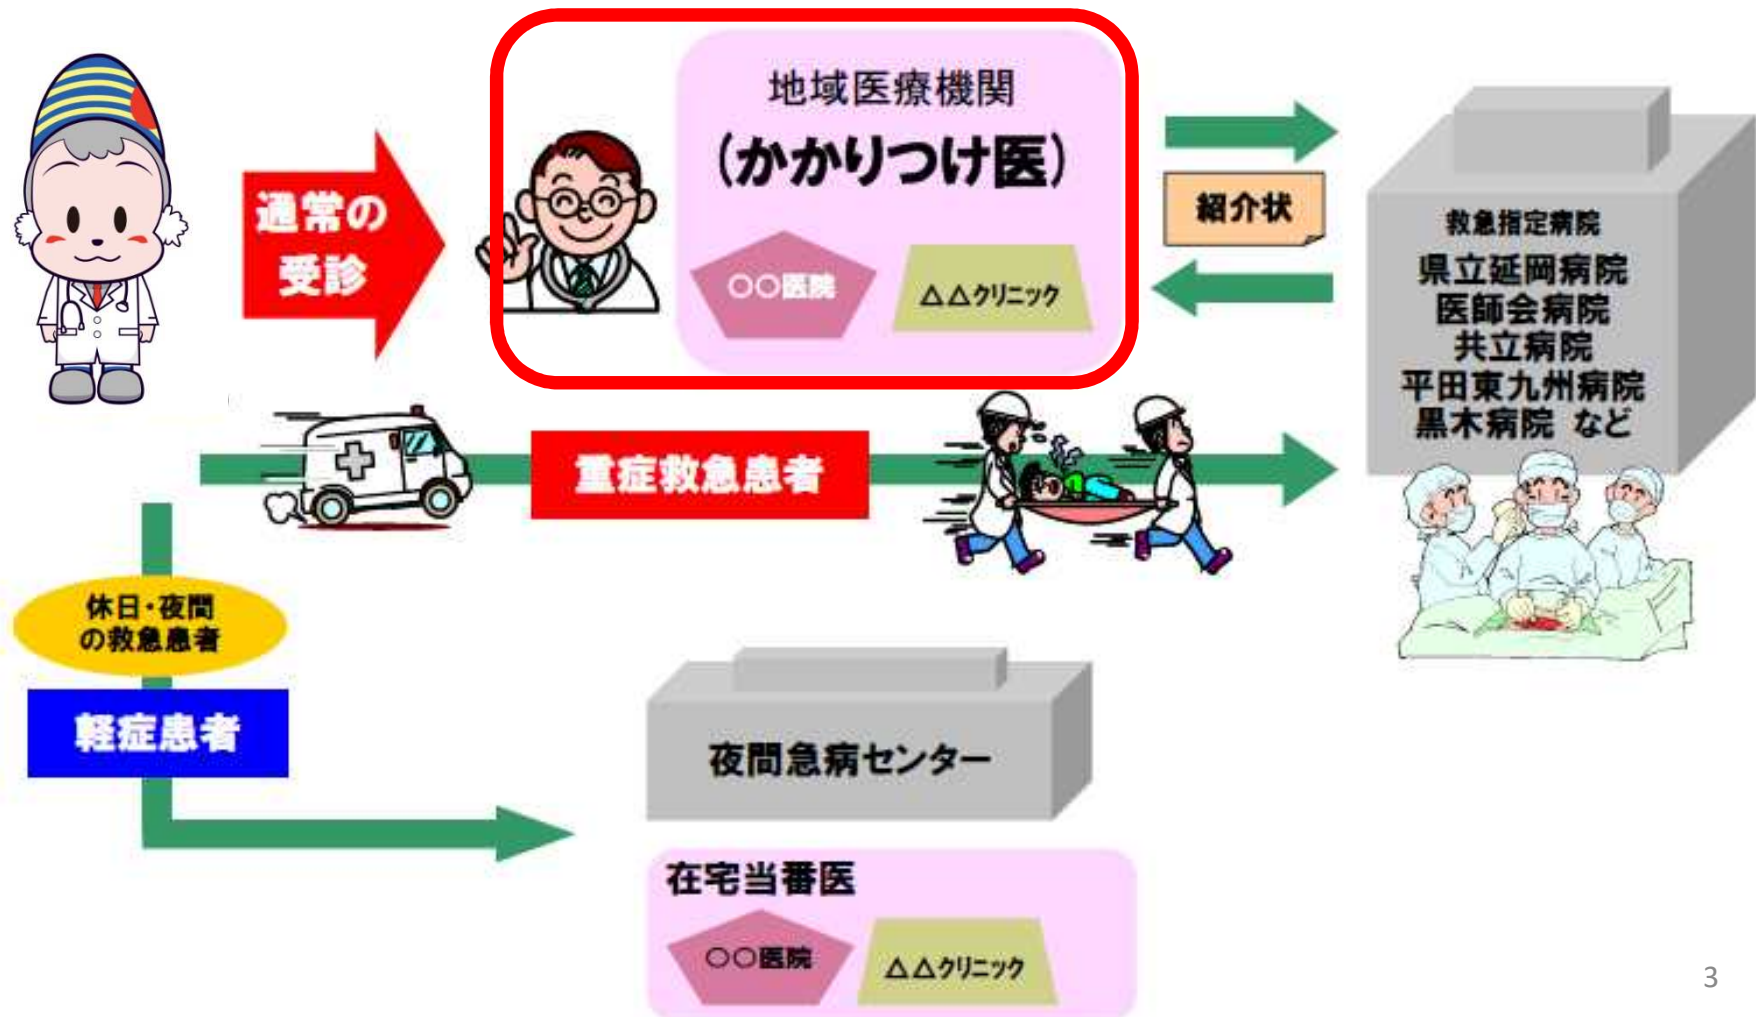 地域医療機関
(かかりつけ医)
通常の
受診
〇〇医院
△△クリニック
紹介状
救急指定病院
県立延岡病院
医師会病院
共立病院
平田東九州病院
黒木病院 など
重症救急患者
休日・夜間
の救急患者
軽症患者
夜間急病センター
在宅当番医
〇〇医院
△△クリニック
3